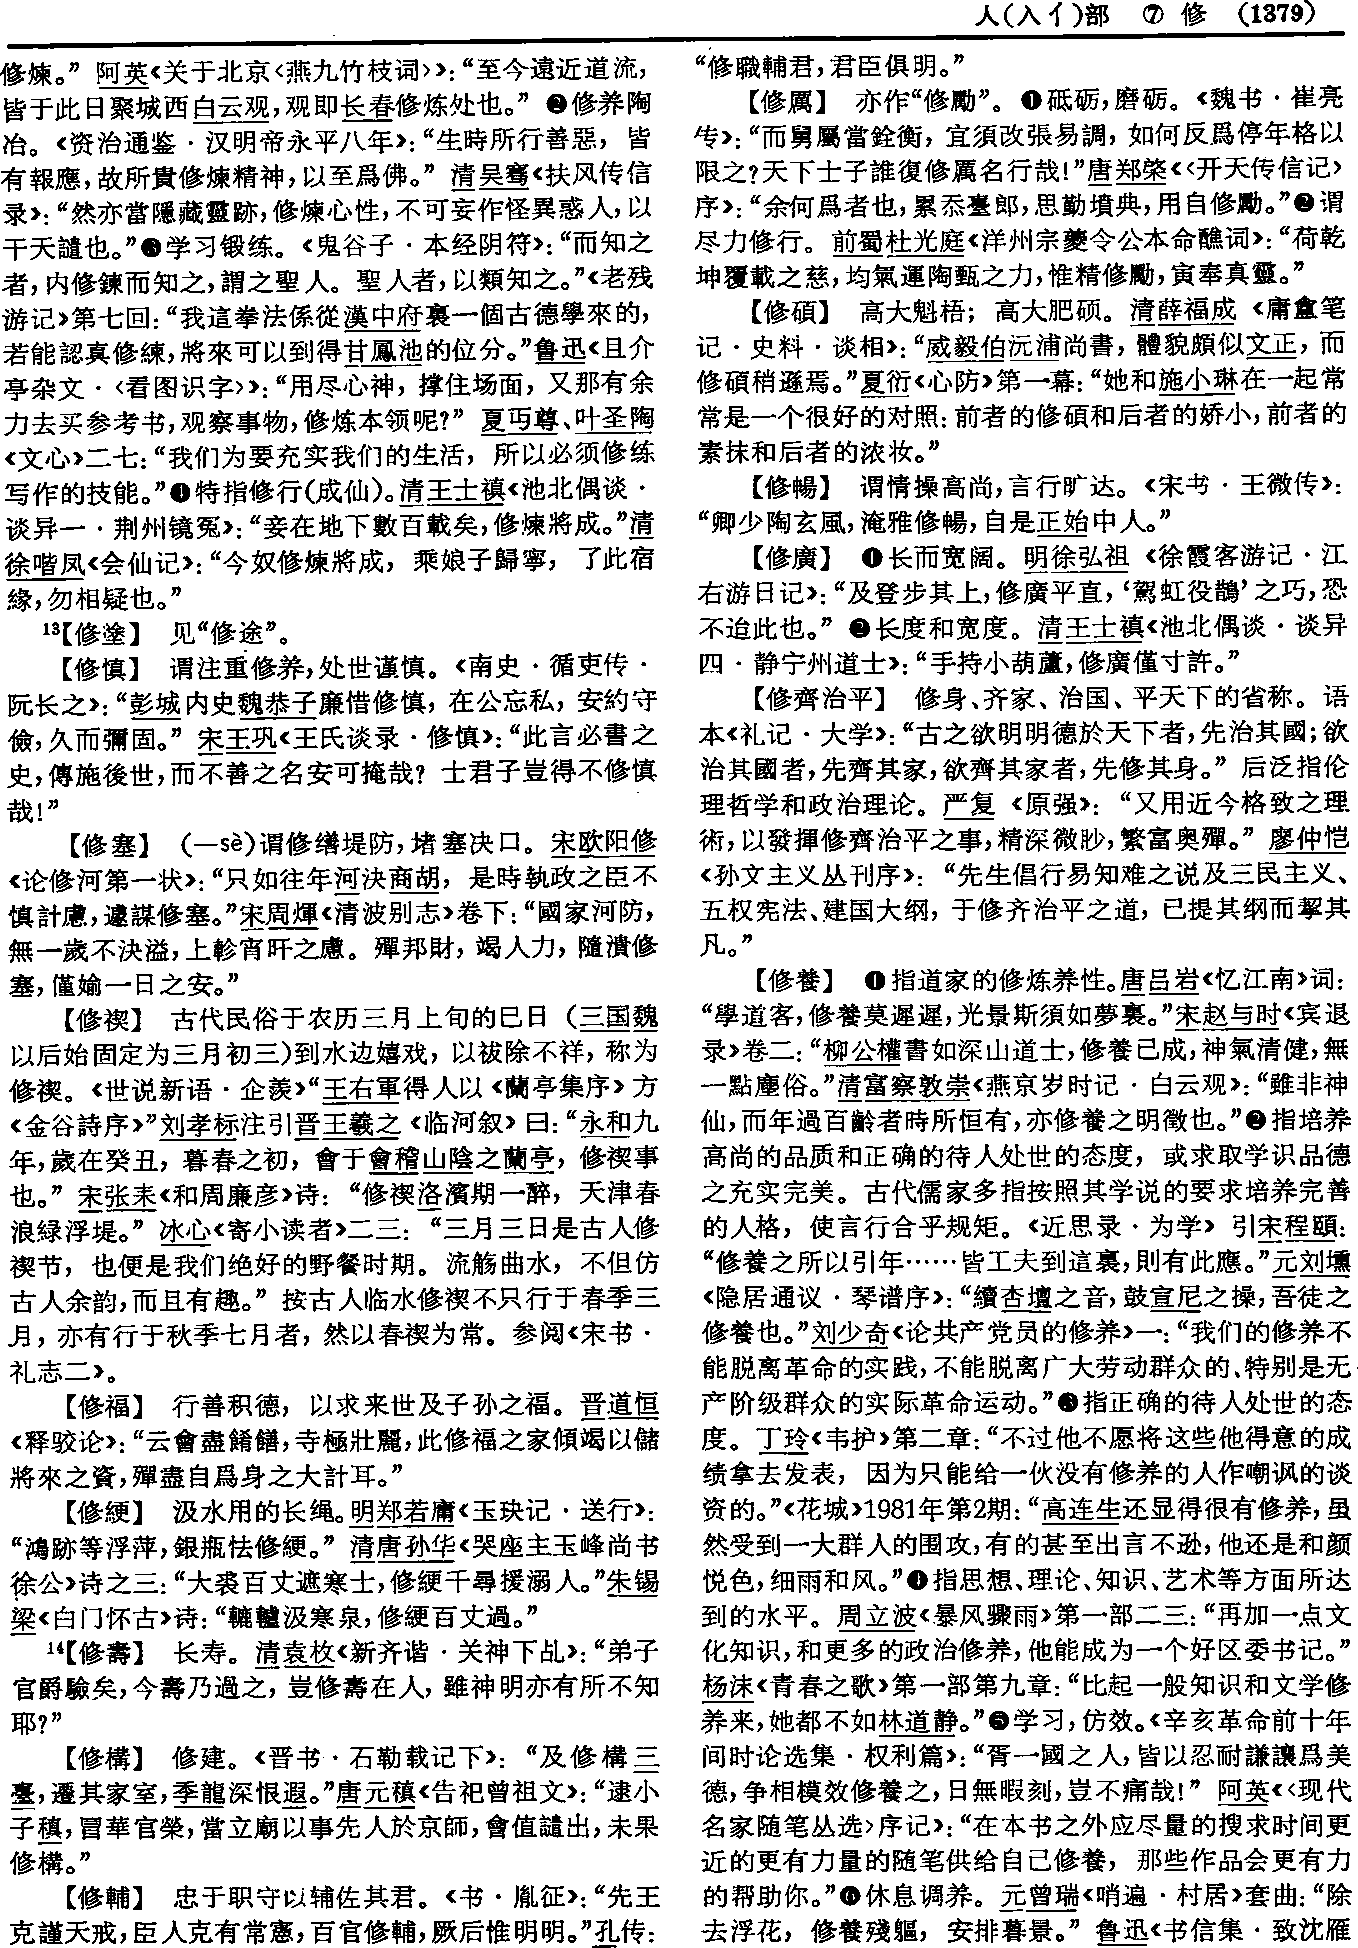 人(入亻)部 ⑦ 修 (1379)
修煉。”阿英《关于北京〈燕九竹枝词〉》：“至今遠近道流，
皆于此日聚城西白云观，观即长春修炼处也。”❷修养陶
冶。《资治通鉴·汉明帝永平八年》：“生時所行善惡，皆
有報應，故所貴修煉精神，以至爲佛。”清吴骞《扶风传信
录》：“然亦當隱藏靈跡，修煉心性，不可妄作怪異惑人，以
干天譴也。”❸学习锻练。《鬼谷子·本经阴符》：“而知之
者，内修鍊而知之，謂之聖人。聖人者，以類知之。”《老残
游记》第七回：“我這拳法係從漢中府裏一個古德學來的，
若能認真修練，將來可以到得甘鳳池的位分。”鲁迅《且介
亭杂文·〈看图识字〉》：“用尽心神，撑住场面，又那有余
力去买参考书，观察事物，修炼本领呢？”夏丏尊、叶圣陶
《文心》二七：“我们为要充实我们的生活，所以必须修练
写作的技能。”❹特指修行(成仙)。清王士禛《池北偶谈·
谈异一·荆州镜冤》：“妾在地下數百載矣，修煉將成。”清
徐喈凤《会仙记》：“今奴修煉將成，乘娘子歸寧，了此宿
緣，勿相疑也。”
13【修塗】 见“修途”。
【修慎】 谓注重修养，处世谨慎。《南史·循吏传·
阮长之》：“彭城内史魏恭子廉惜修慎，在公忘私，安約守
儉，久而彌固。”宋王巩《王氏谈录·修慎》：“此言必書之
史，傳施後世，而不善之名安可掩哉？士君子豈得不修慎
哉！”
【修塞】 (—sè)谓修缮堤防，堵塞决口。宋欧阳修
《论修河第一状》：“只如往年河決商胡，是時執政之臣不
慎計慮，遽謀修塞。”宋周煇《清波别志》卷下：“國家河防，
無一歲不決溢，上軫宵旰之慮。殫邦財，竭人力，隨潰修
塞，僅媮一日之安。”
【修禊】 古代民俗于农历三月上旬的巳日（三国魏
以后始固定为三月初三)到水边嬉戏，以祓除不祥，称为
修禊。《世说新语·企羡》“王右軍得人以《蘭亭集序》方
《金谷詩序》”刘孝标注引晋王羲之《临河叙》曰：“永和九
年，歲在癸丑，暮春之初，會于會稽山陰之蘭亭，修禊事
也。”宋张耒《和周廉彦》诗：“修禊洛濱期一醉，天津春
浪緑浮堤。”冰心《寄小读者》二三：“三月三日是古人修
禊节，也便是我们绝好的野餐时期。流觞曲水，不但仿
古人余韵，而且有趣。”按古人临水修禊不只行于春季三
月，亦有行于秋季七月者，然以春禊为常。参阅《宋书·
礼志二》。
【修福】 行善积德，以求来世及子孙之福。晋道恒
《释驳论》：“云會盡餚饍，寺極壯麗，此修福之家傾竭以儲
將來之資，殫盡自爲身之大計耳。”
【修綆】 汲水用的长绳。明郑若庸《玉玦记·送行》：
“鴻跡等浮萍，銀瓶怯修綆。”清唐孙华《哭座主玉峰尚书
徐公》诗之三：“大裘百丈遮寒士，修綆千尋援溺人。”朱锡
梁《白门怀古》诗：“轆轤汲寒泉，修綆百丈過。”
14【修壽】 长寿。清袁枚《新齐谐·关神下乩》：“弟子
官爵驗矣，今壽乃過之，豈修壽在人，雖神明亦有所不知
耶？”
【修構】 修建。《晋书·石勒载记下》：“及修構三
臺，遷其家室，季龍深恨遐。”唐元稹《告祀曾祖文》：“逮小
子稹，冒華官榮，當立廟以事先人於京師，會值譴出，未果
修構。”
【修輔】 忠于职守以辅佐其君。《书·胤征》：“先王
克謹天戒，臣人克有常憲，百官修輔，厥后惟明明。”孔传：
“修職輔君，君臣俱明。”
【修厲】 亦作“修勵”。❶砥砺，磨砺。《魏书·崔亮
传》：“而舅屬當銓衡，宜須改張易調，如何反爲停年格以
限之？天下士子誰復修厲名行哉！”唐郑棨《〈开天传信记〉
序》：“余何爲者也，累忝臺郎，思勤墳典，用自修勵。”❷谓
尽力修行。前蜀杜光庭《洋州宗夔令公本命醮词》：“荷乾
坤覆載之慈，均氣運陶甄之力，惟精修勵，寅奉真靈。”
【修碩】 高大魁梧；高大肥硕。清薛福成《庸盦笔
记·史料·谈相》：“威毅伯沅浦尚書，體貌頗似文正，而
修碩稍遜焉。”夏衍《心防》第一幕：“她和施小琳在一起常
常是一个很好的对照：前者的修碩和后者的娇小，前者的
素抹和后者的浓妆。”
【修暢】 谓情操高尚，言行旷达。《宋书·王微传》：
“卿少陶玄風，淹雅修暢，自是正始中人。”
【修廣】 ❶长而宽阔。明徐弘祖《徐霞客游记·江
右游日记》：“及登步其上，修廣平直，‘駕虹役鵲’之巧，恐
不迨此也。”❷长度和宽度。清王士禛《池北偶谈·谈异
四·静宁州道士》：“手持小葫蘆，修廣僅寸許。”
【修齊治平】 修身、齐家、治国、平天下的省称。语
本《礼记·大学》：“古之欲明明德於天下者，先治其國；欲
治其國者，先齊其家，欲齊其家者，先修其身。”后泛指伦
理哲学和政治理论。严复《原强》：“又用近今格致之理
術，以發揮修齊治平之事，精深微眇，繁富奥殫。”廖仲恺
《孙文主义丛刊序》：“先生倡行易知难之说及三民主义、
五权宪法、建国大纲，于修齐治平之道，已提其纲而挈其
凡。”
【修養】 ❶指道家的修炼养性。唐吕岩《忆江南》词：
“學道客，修養莫遲遲，光景斯須如夢裏。”宋赵与时《宾退
录》卷二：“柳公權書如深山道士，修養已成，神氣清健，無
一點塵俗。”清富察敦崇《燕京岁时记·白云观》：“雖非神
仙，而年過百齡者時所恒有，亦修養之明徵也。”❷指培养
高尚的品质和正确的待人处世的态度，或求取学识品德
之充实完美。古代儒家多指按照其学说的要求培养完善
的人格，使言行合乎规矩。《近思录·为学》引宋程颐：
“修養之所以引年……皆工夫到這裏，則有此應。”元刘壎
《隐居通议·琴谱序》：“續杏壇之音，鼓宣尼之操，吾徒之
修養也。”刘少奇《论共产党员的修养》一：“我们的修养不
能脱离革命的实践，不能脱离广大劳动群众的、特别是无
产阶级群众的实际革命运动。”❸指正确的待人处世的态
度。丁玲《韦护》第二章：“不过他不愿将这些他得意的成
绩拿去发表，因为只能给一伙没有修养的人作嘲讽的谈
资的。”《花城》1981年第2期：“高连生还显得很有修养，虽
然受到一大群人的围攻，有的甚至出言不逊，他还是和颜
悦色，细雨和风。”❹指思想、理论、知识、艺术等方面所达
到的水平。周立波《暴风骤雨》第一部二三：“再加一点文
化知识，和更多的政治修养，他能成为一个好区委书记。”
杨沫《青春之歌》第一部第九章：“比起一般知识和文学修
养来，她都不如林道静。”❺学习，仿效。《辛亥革命前十年
间时论选集·权利篇》：“胥一國之人，皆以忍耐謙讓爲美
德，争相模效修養之，日無暇刻，豈不痛哉！”阿英《〈现代
名家随笔丛选〉序记》：“在本书之外应尽量的搜求时间更
近的更有力量的随笔供给自己修養，那些作品会更有力
的帮助你。”❻休息调养。元曾瑞《哨遍·村居》套曲：“除
去浮花，修養殘軀，安排暮景。”鲁迅《书信集·致沈雁